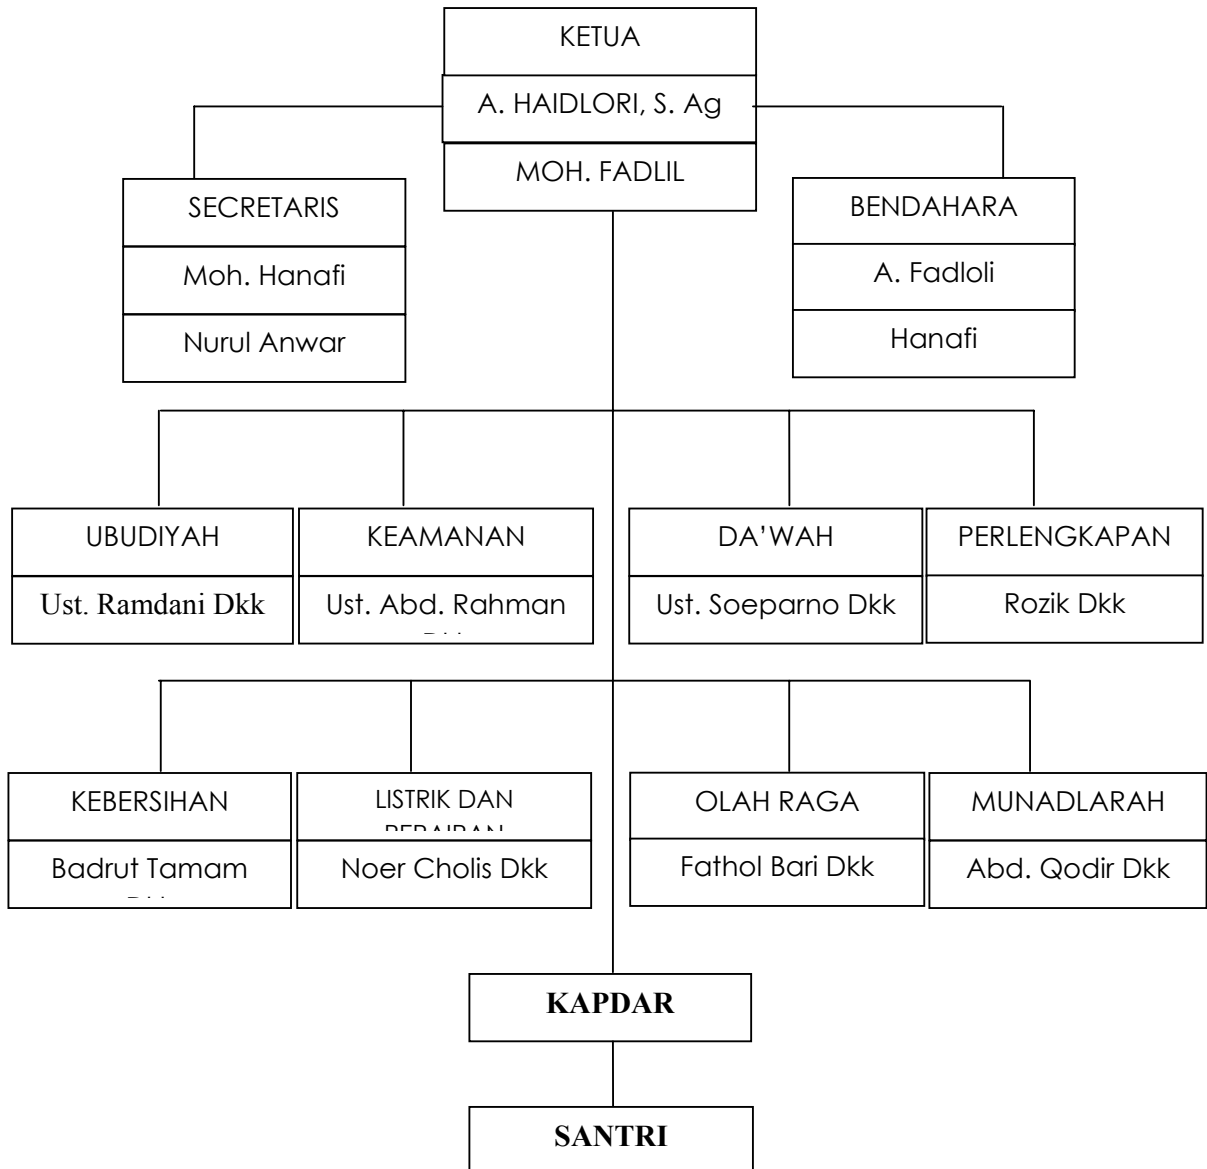 KETUA
A. HAIDLORI, S. Ag
MOH. FADLIL
SECRETARIS
Moh. Hanafi
Nurul Anwar
BENDAHARA
A. Fadloli
Hanafi
UBUDIYAH
Ust. Ramdani Dkk
KEAMANAN
Ust. Abd. Rahman
DA'WAH
Ust. Soeparno Dkk
PERLENGKAPAN
Rozik Dkk
KEBERSIHAN
Badrut Tamam
LISTRIK DAN
Noer Cholis Dkk
OLAH RAGA
Fathol Bari Dkk
MUNADLARAH
Abd. Qodir Dkk
KAPDAR
SANTRI